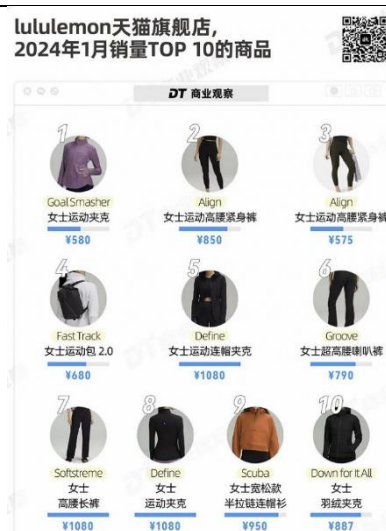 lululemon天猫旗舰店,
2024年1月销量TOP 10的商品
DT 商业观察
1
Goal Smasher
女士运动夹克
¥580
2
Align
女士运动高腰紧身裤
¥850
3
Align
女士运动高腰紧身裤
¥575
4
Fast Track
女士运动包 2.0
¥680
5
Define
女士运动连帽夹克
¥1080
6
Groove
女士超高腰喇叭裤
¥790
7
Softstreme
女士
高腰长裤
¥1080
8
Define
女士
运动夹克
¥1080
9
Scuba
女士宽松款
半拉链连帽衫
¥950
10
Down for It All
女士
羽绒夹克
¥887